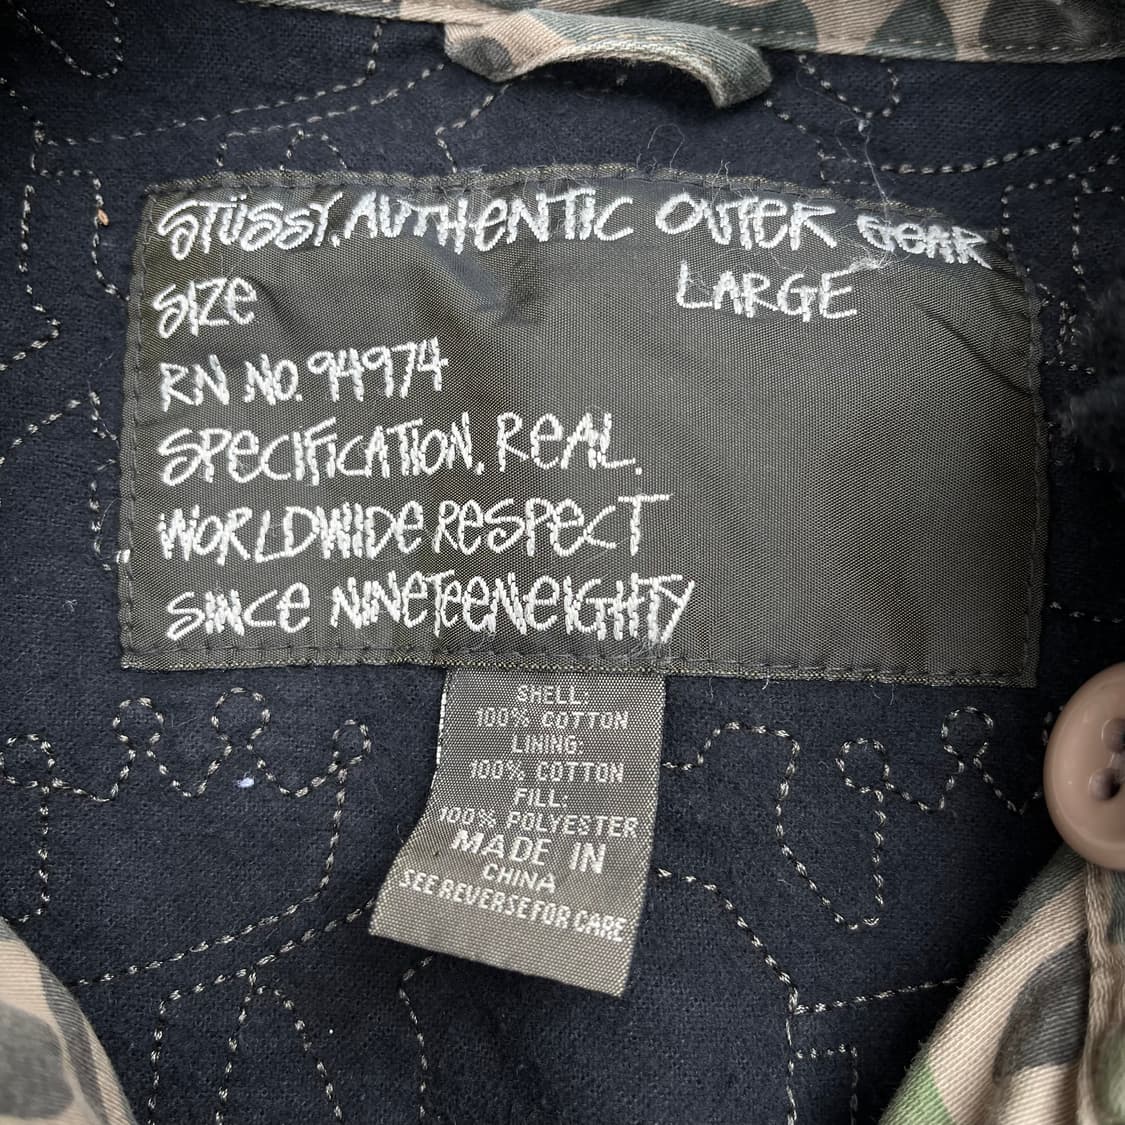 STÜSSY. AUTHENTIC OUTER GEAR
SIZE LARGE
RN NO. 94974
SPECIFICATION. REAL.
WORLDWIDE RESPECT
SINCE NINETEENEIGHTY
SHELL:
100% COTTON
LINING:
100% COTTON
FILL:
100% POLYESTER
MADE IN
CHINA
SEE REVERSE FOR CARE